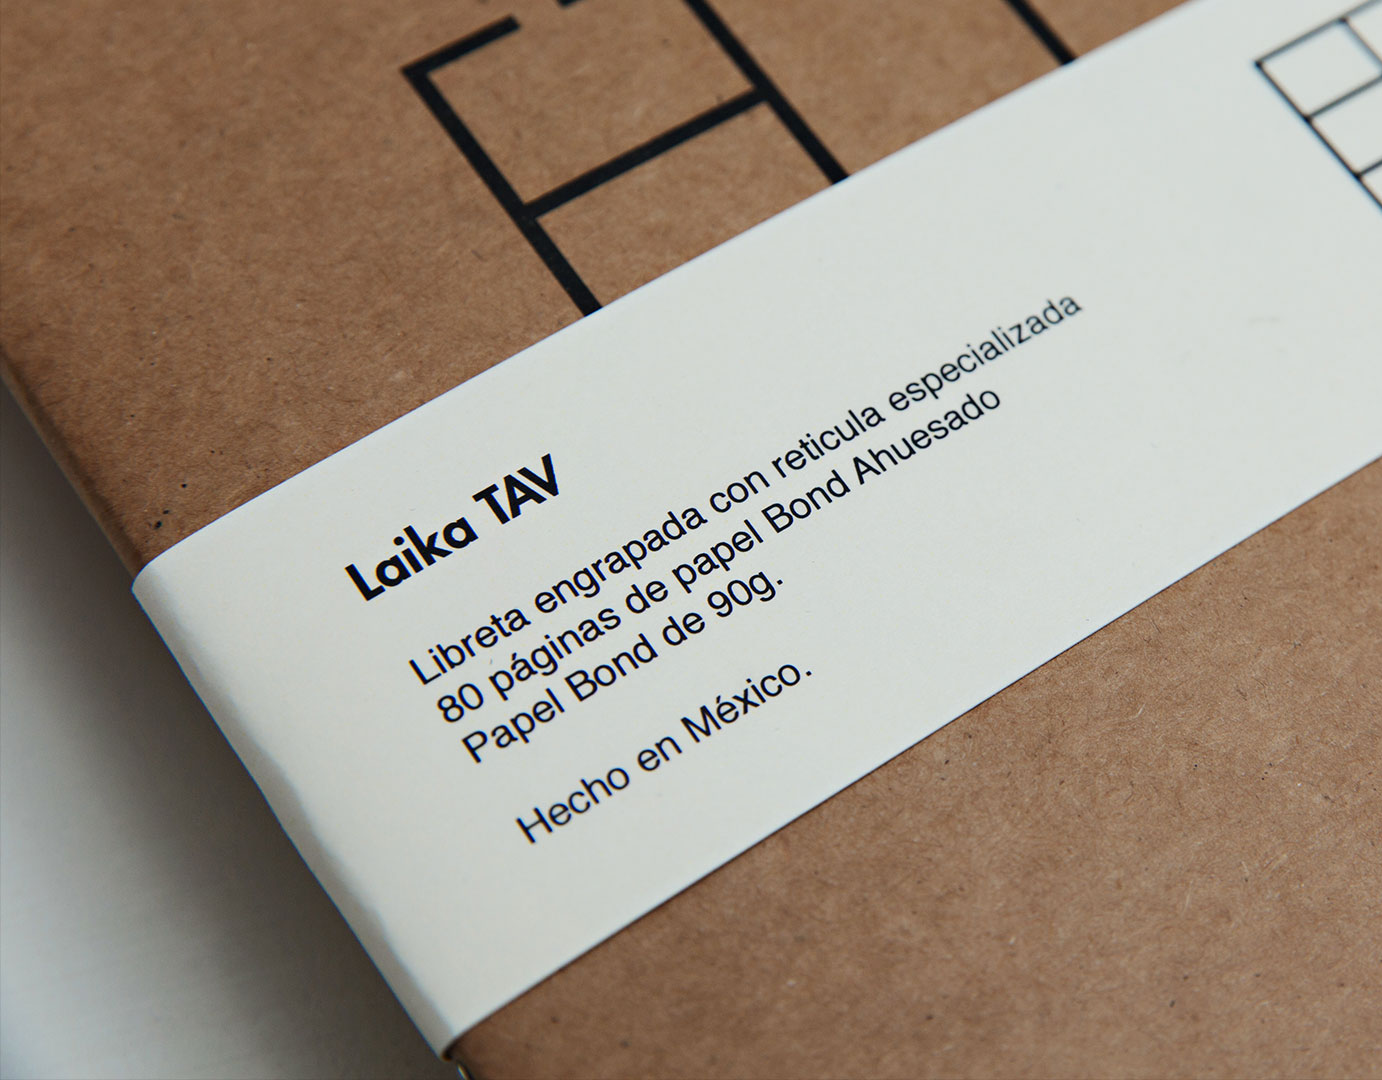 Laika TAV
Libreta engrapada con reticula especializada
80 páginas de papel Bond Ahuesado
Papel Bond de 90g.
Hecho en México.